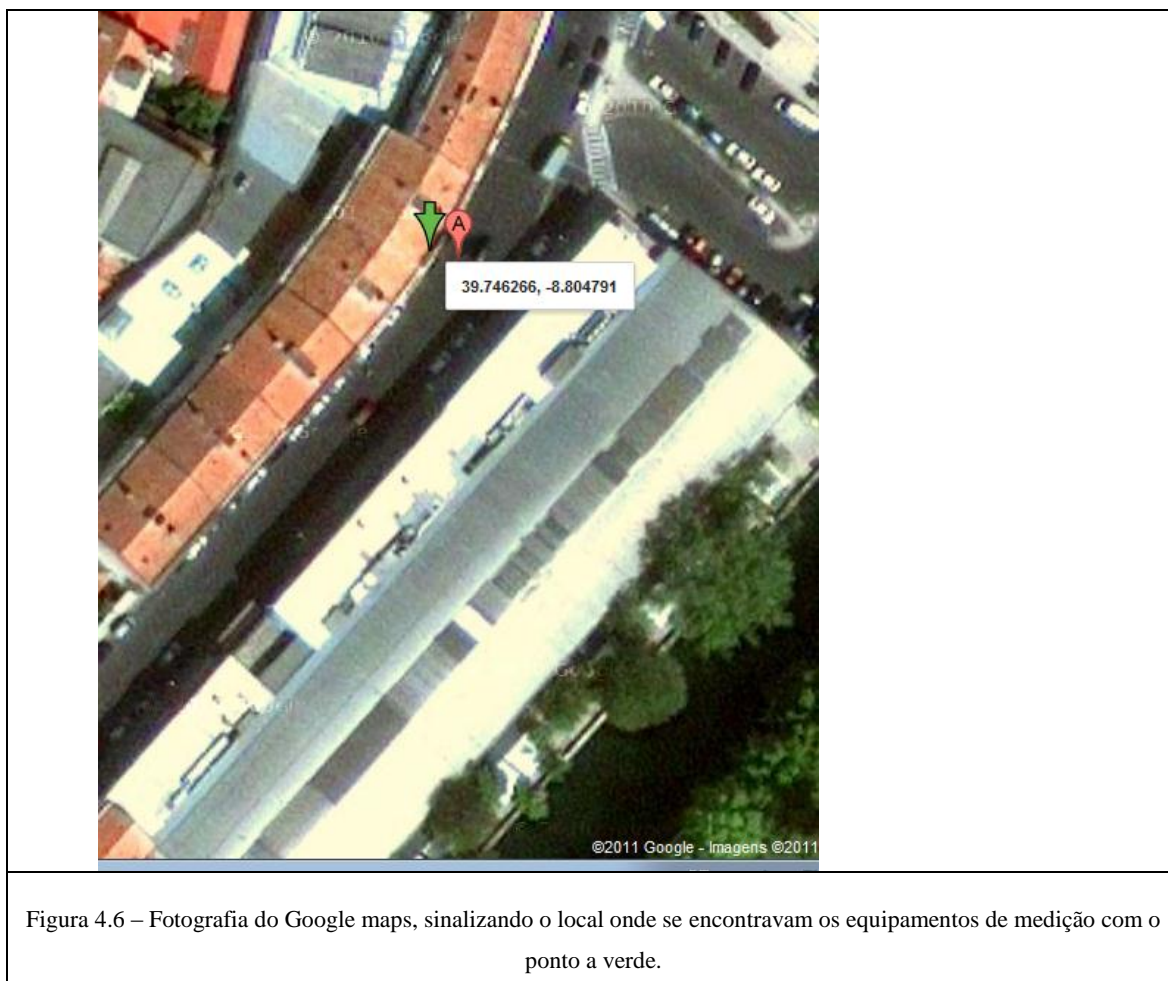 A
39.746266, -8.804791
©2011 Google - Imagens ©2011
Figura 4.6 – Fotografia do Google maps, sinalizando o local onde se encontravam os equipamentos de medição com o
ponto a verde.